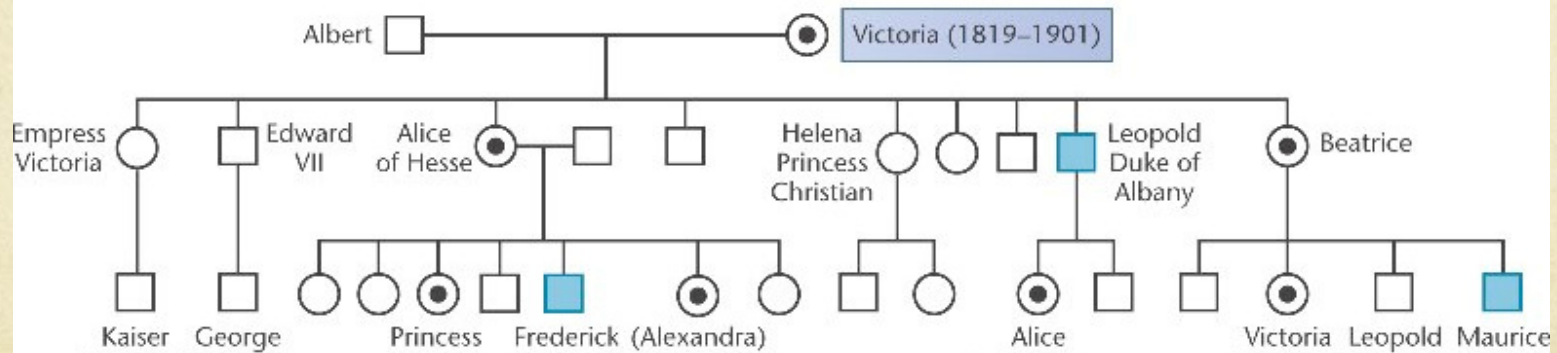 Albert
Victoria (1819–1901)
Empress
Victoria
Edward
VII
Alice
of Hesse
Helena
Princess
Christian
Leopold
Duke of
Albany
Beatrice
Kaiser
George
Princess
Frederick
(Alexandra)
Alice
Victoria
Leopold
Maurice